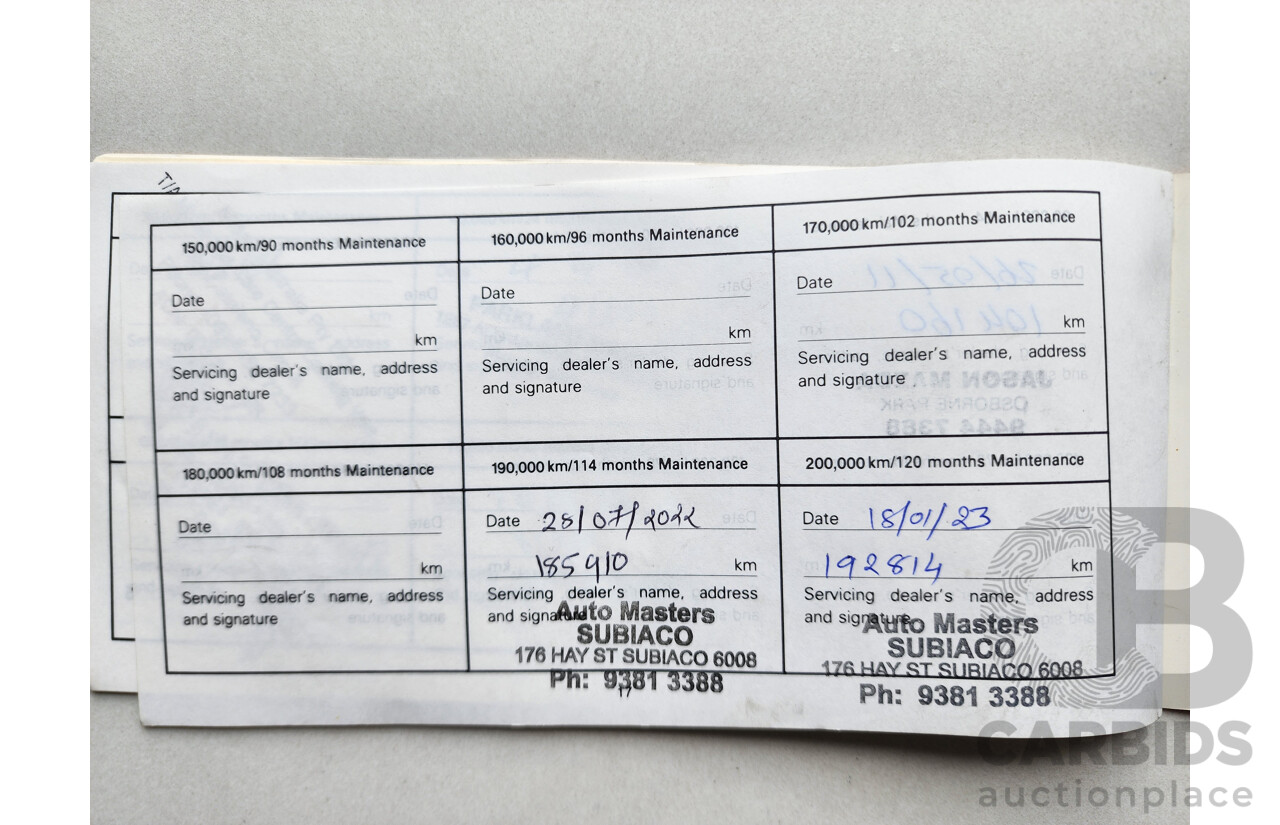 150,000 km/90 months Maintenance
Date
km
Servicing dealer's name, address
and signature
160,000 km/96 months Maintenance
Date
km
Servicing dealer's name, address
and signature
170,000 km/102 months Maintenance
Date
km
Servicing dealer's name, address
and signature
180,000 km/108 months Maintenance
Date
km
Servicing dealer's name, address
and signature
190,000 km/114 months Maintenance
Date 28/07/2022
185910 km
Servicing dealer's name, address
and signature
Auto Masters
SUBIACO
176 HAY ST SUBIACO 6008
Ph: 9381 3388
200,000 km/120 months Maintenance
Date 18/01/23
192814 km
Servicing dealer's name, address
and signature
Auto Masters
SUBIACO
176 HAY ST SUBIACO 6008
Ph: 9381 3388
CB
CARBIDS
auctionplace